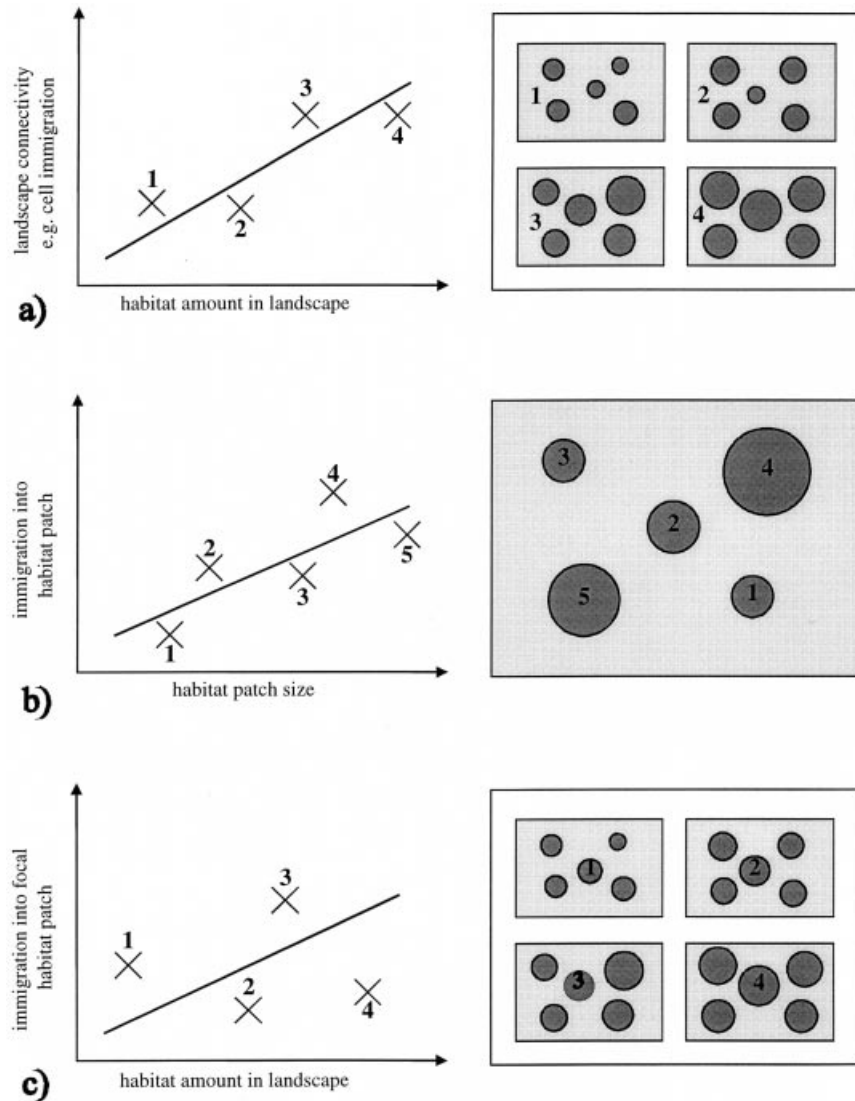 landscape connectivity
e.g. cell immigration
1
2
3
4
habitat amount in landscape
a)
1
2
3
4
immigration into
habitat patch
1
2
3
4
5
habitat patch size
b)
3
4
2
5
1
immigration into focal
habitat patch
1
2
3
4
habitat amount in landscape
c)
1
2
3
4